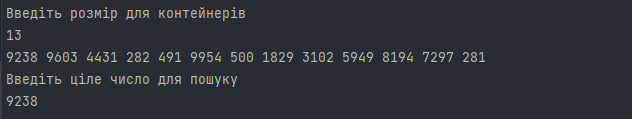 Введіть розмір для контейнерів
13
9238 9603 4431 282 491 9954 500 1829 3102 5949 8194 7297 281
Введіть ціле число для пошуку
9238